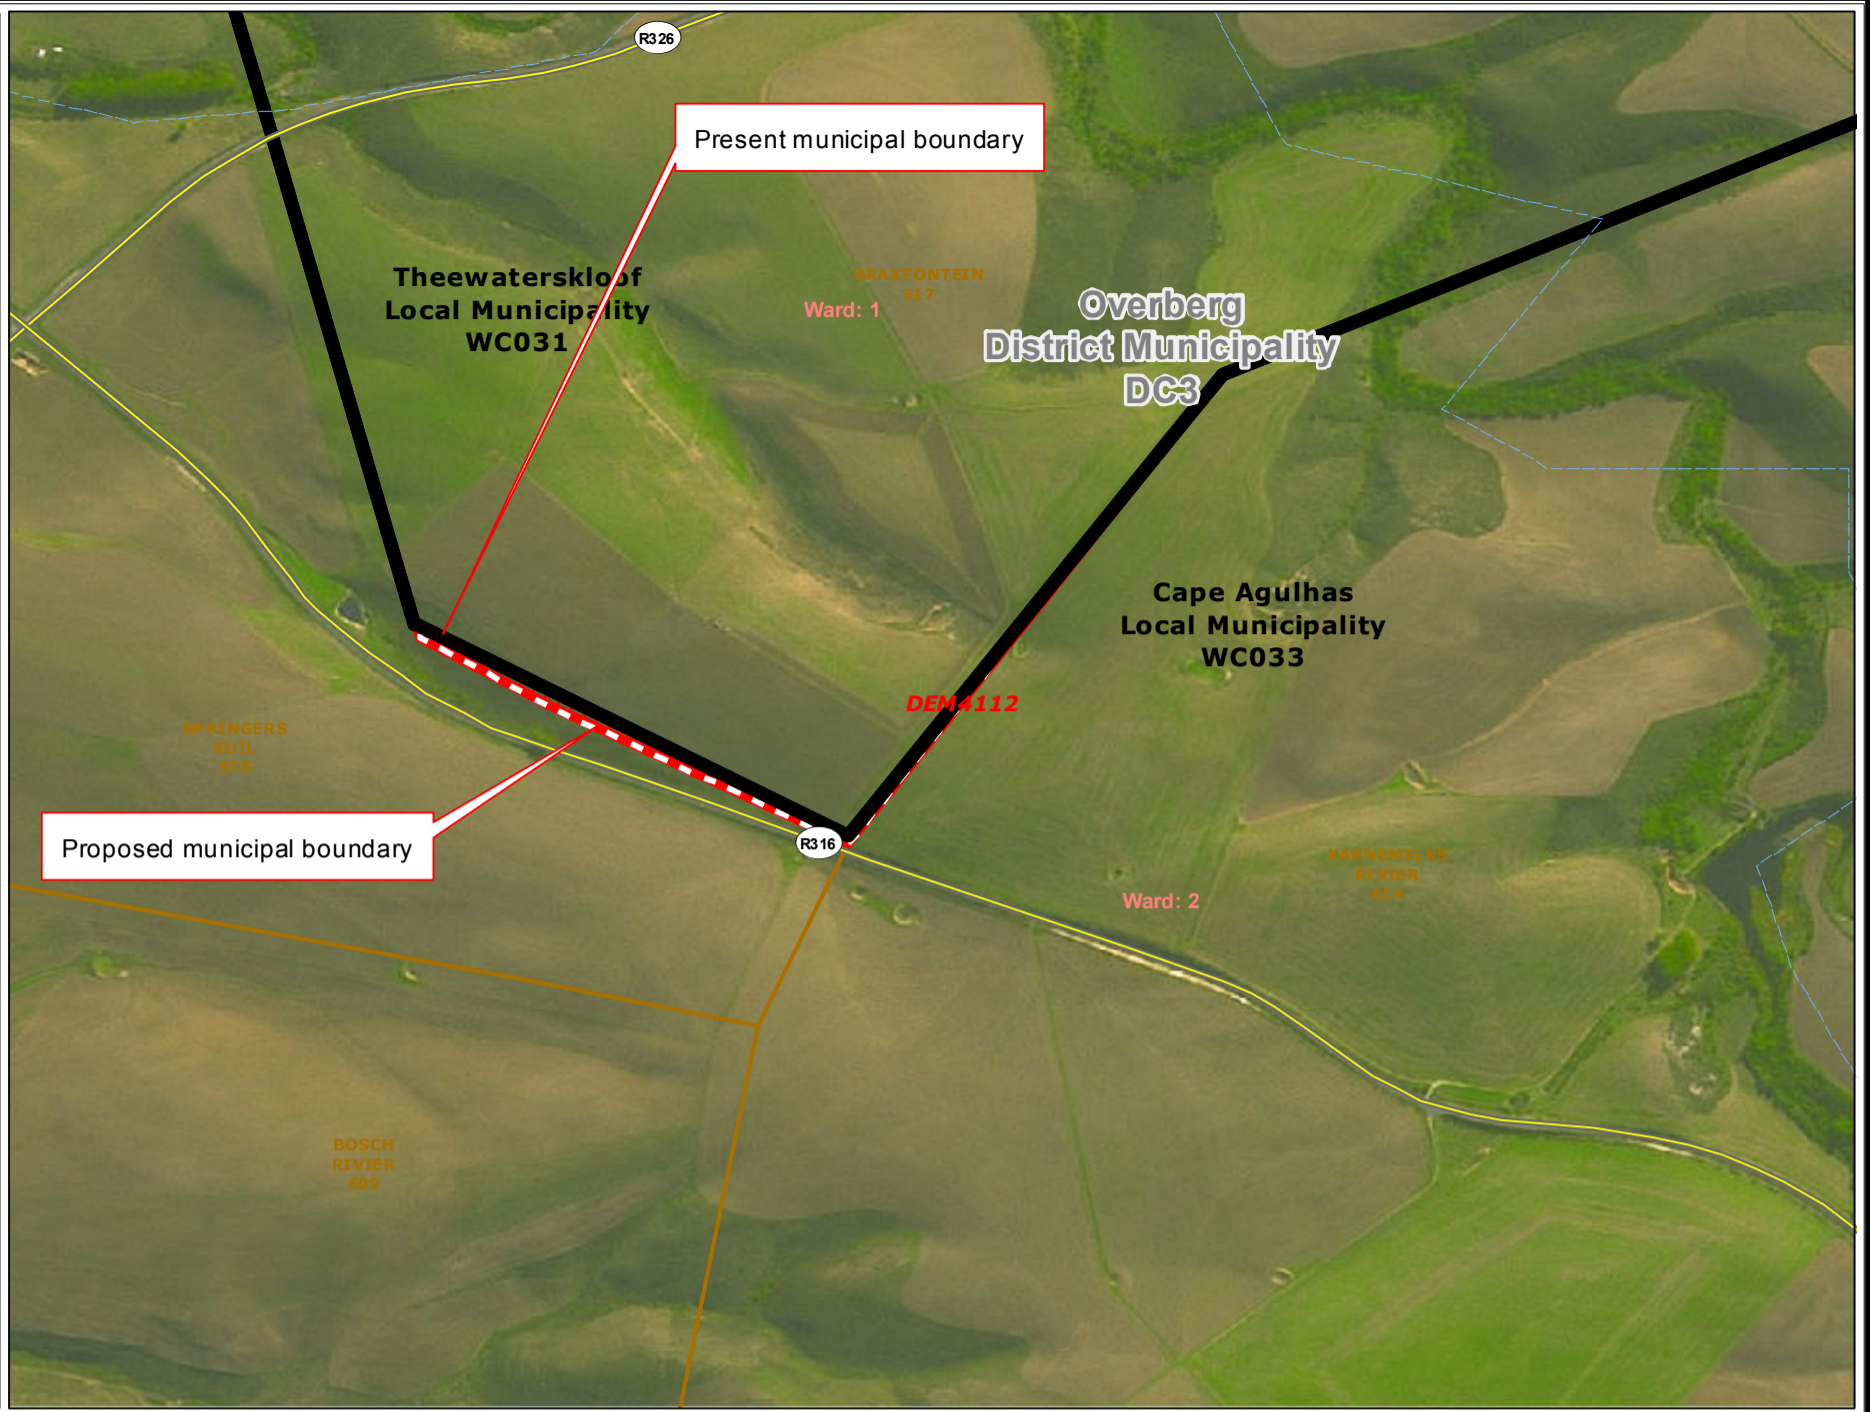 R326
Present municipal boundary
Theewaterskloof
Local Municipality
WC031
BRAKFONTEIN
517
Ward: 1
Overberg
District Municipality
DC3
Cape Agulhas
Local Municipality
WC033
DEM4112
SPRINGERS
KUIL
518
Proposed municipal boundary
R316
Ward: 2
RIVIER
BOSCH
RIVIER
609